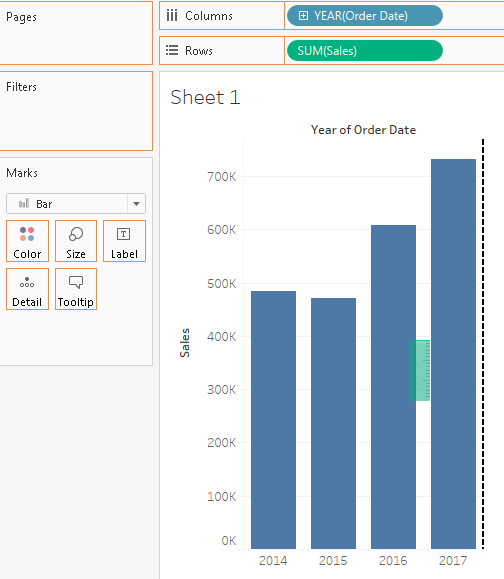 Pages
Columns
YEAR(Order Date)
Rows
SUM(Sales)
Filters
Sheet 1
Year of Order Date
Marks
Bar
Color
Size
Label
Detail
Tooltip
Sales
700K
600K
500K
400K
300K
200K
100K
0K
2014 2015 2016 2017